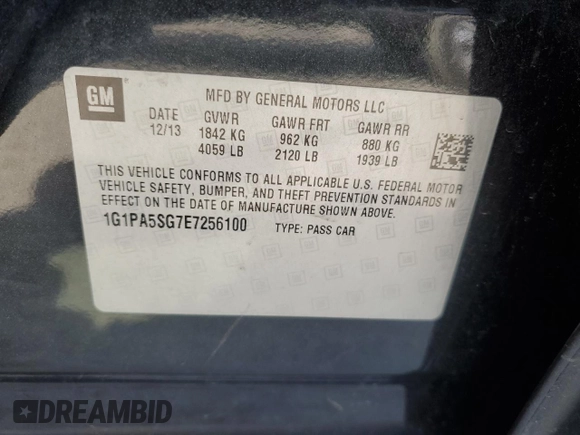 GM
MFD BY GENERAL MOTORS LLC
DATE GVWR GAWR FRT GAWR RR
12/13 1842 KG 962 KG 880 KG
4059 LB 2120 LB 1939 LB
THIS VEHICLE CONFORMS TO ALL APPLICABLE U.S. FEDERAL MOTOR
VEHICLE SAFETY, BUMPER, AND THEFT PREVENTION STANDARDS IN
EFFECT ON THE DATE OF MANUFACTURE SHOWN ABOVE.
1G1PA5SG7E7256100 TYPE: PASS CAR
DREAMBID